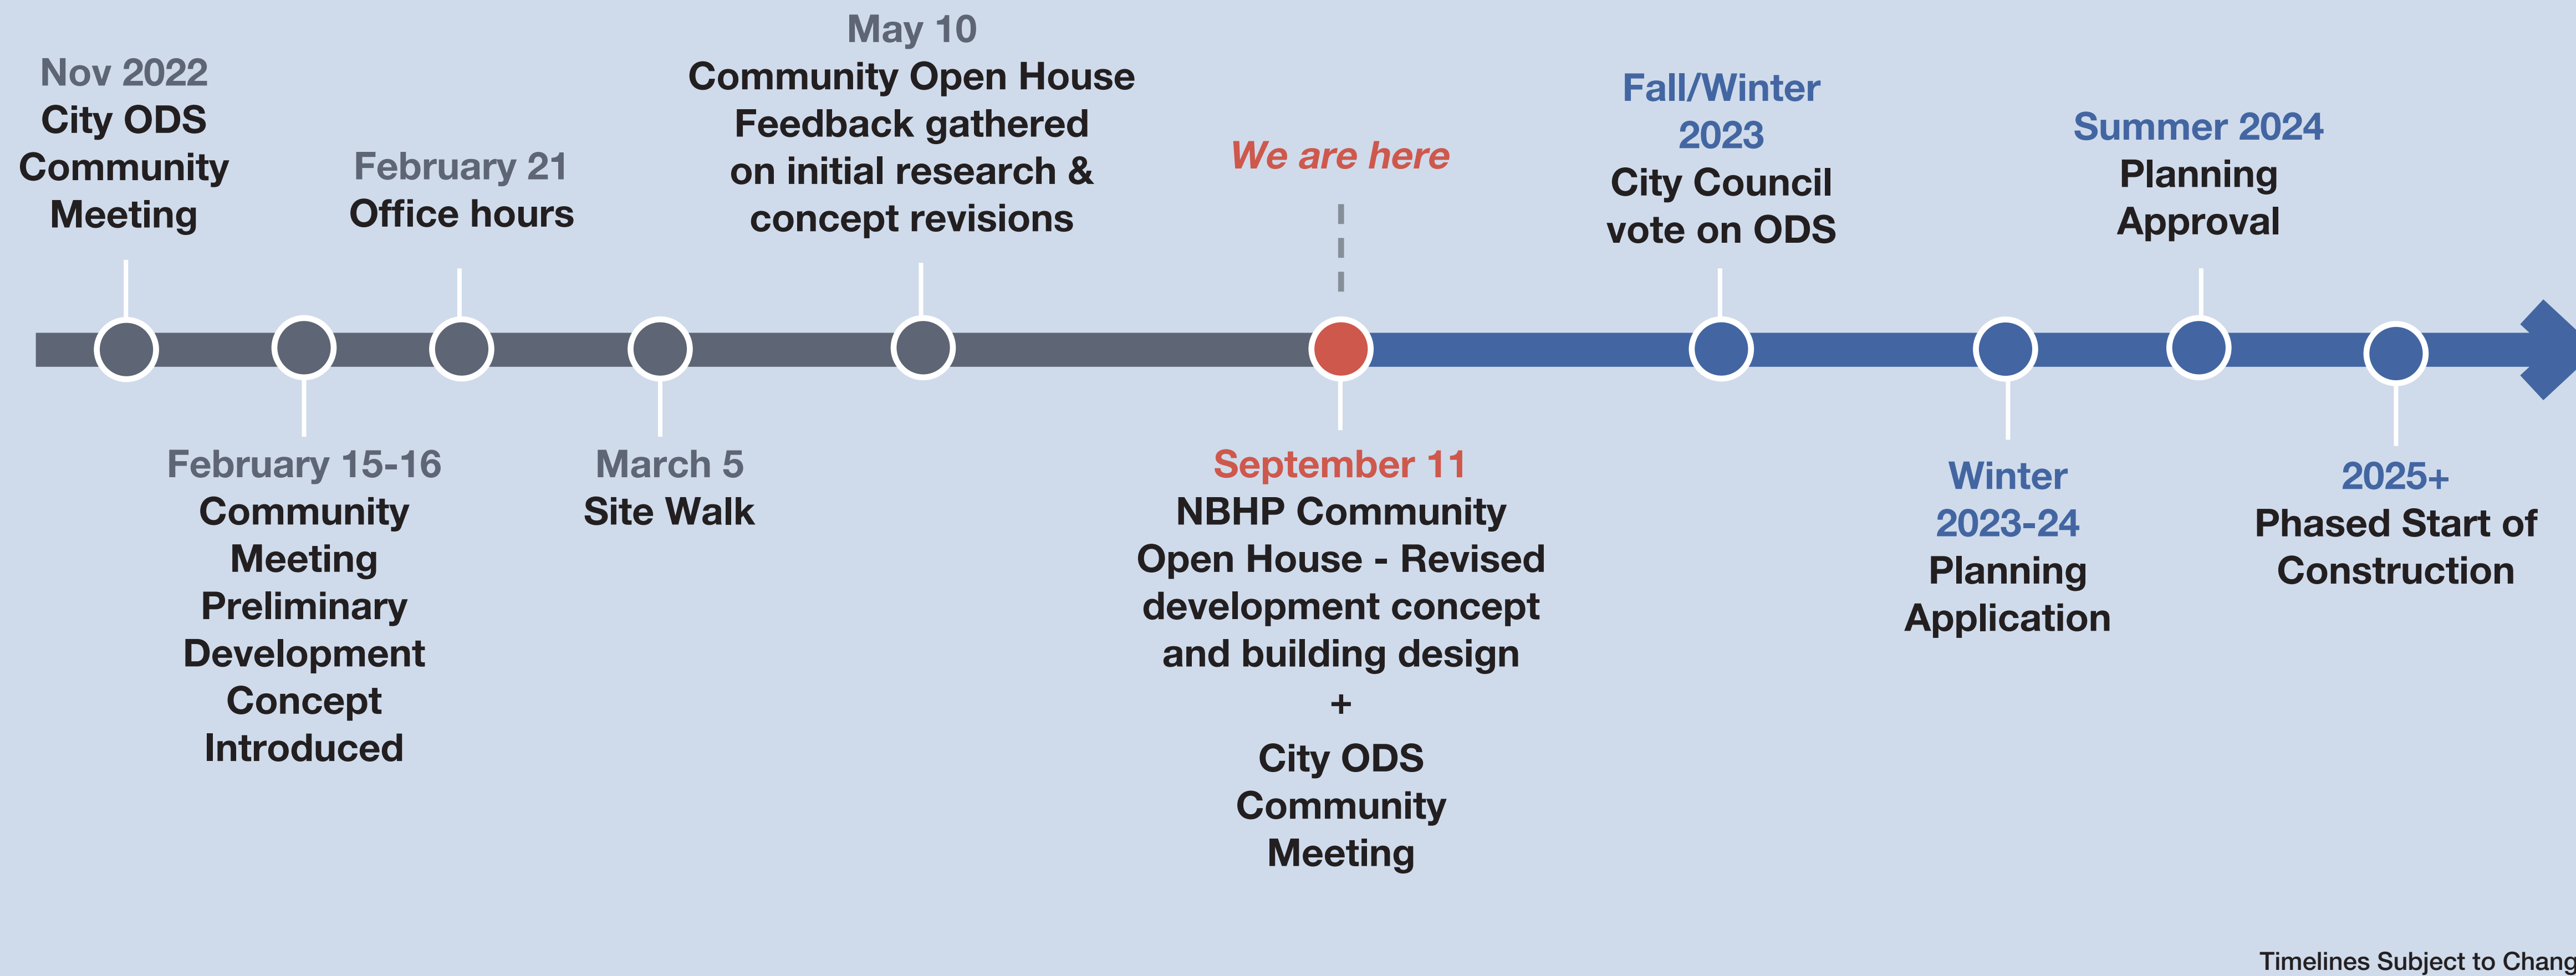 Nov 2022
City ODS
Community
Meeting
February 15-16
Community
Meeting
Preliminary
Development
Concept
Introduced
February 21
Office hours
March 5
Site Walk
May 10
Community Open House
Feedback gathered
on initial research &
concept revisions
We are here
September 11
NBHP Community
Open House - Revised
development concept
and building design
+
City ODS
Community
Meeting
Fall/Winter
2023
City Council
vote on ODS
Winter
2023-24
Planning
Application
Summer 2024
Planning
Approval
2025+
Phased Start of
Construction
Timelines Subject to Chang